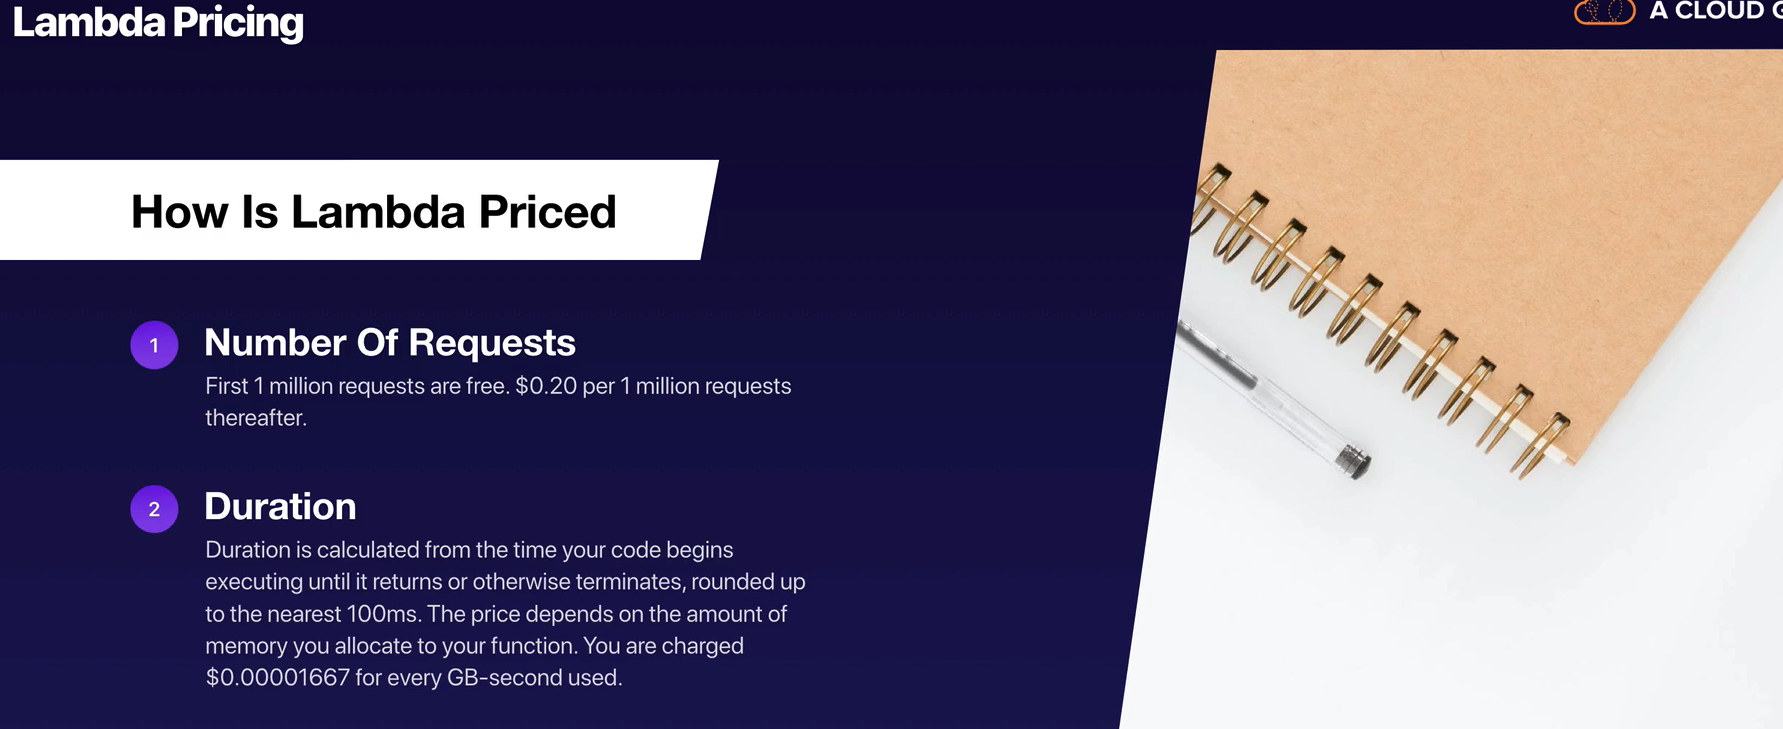 Lambda Pricing
A CLOUD G
How Is Lambda Priced
1
Number Of Requests
First 1 million requests are free. $0.20 per 1 million requests
thereafter.
2
Duration
Duration is calculated from the time your code begins
executing until it returns or otherwise terminates, rounded up
to the nearest 100ms. The price depends on the amount of
memory you allocate to your function. You are charged
$0.00001667 for every GB-second used.